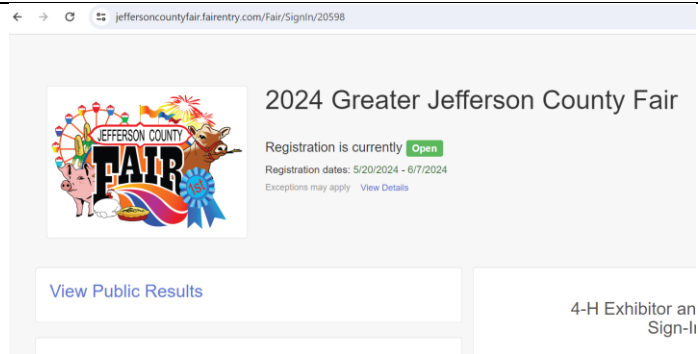 jeffersoncountyfair.fairentry.com/Fair/SignIn/20598
2024 Greater Jefferson County Fair
JEFFERSON COUNTY
FAIR
1st
Registration is currently Open
Registration dates: 5/20/2024 - 6/7/2024
Exceptions may apply View Details
View Public Results
4-H Exhibitor an
Sign-I